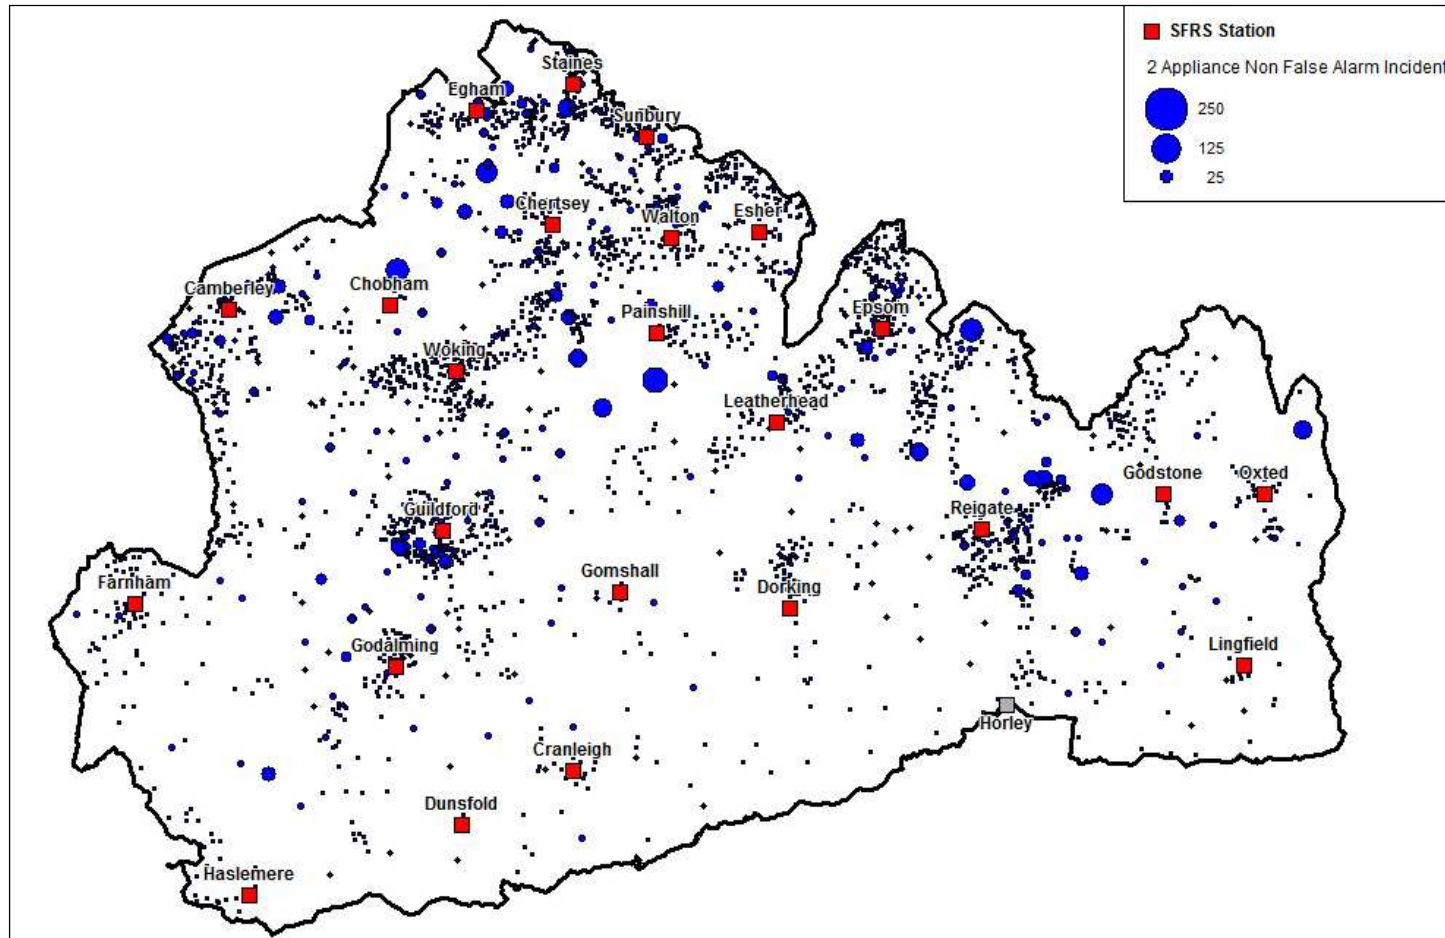 SFRS Station
2 Appliance Non False Alarm Incident
250
125
25
Staines
Egham
Sunbury
Chertsey
Walton
Esher
Camberley
Chobham
Painshill
Epsom
Woking
Leatherhead
Godstone
Oxted
Guildford
Reigate
Farnham
Gomshall
Dorking
Godalming
Lingfield
Horley
Cranleigh
Dunsfold
Haslemere